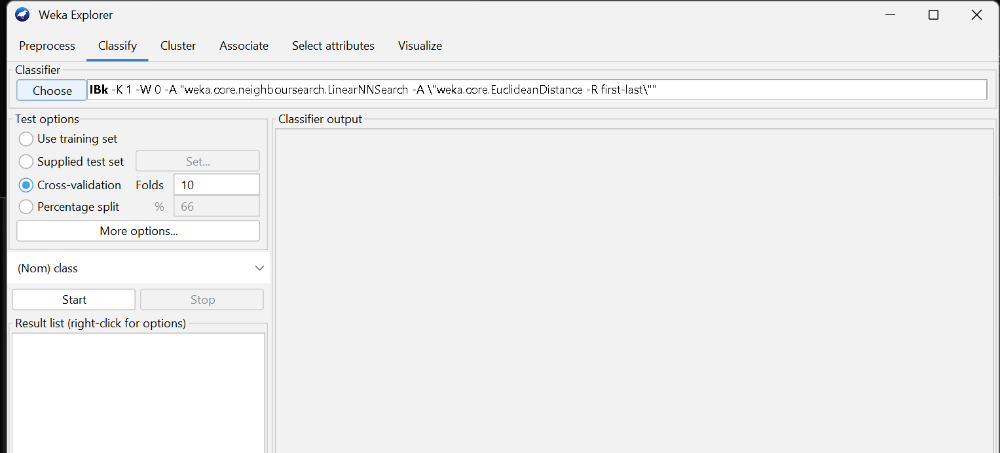 Weka Explorer
Preprocess Classify Cluster Associate Select attributes Visualize
Classifier
Choose IBk -K 1 -W 0 -A "weka.core.neighboursearch.LinearNNSearch -A \"weka.core.EuclideanDistance -R first-last\""
Test options
Use training set
Supplied test set Set...
Cross-validation Folds 10
Percentage split % 66
More options...
(Nom) class
Start Stop
Result list (right-click for options)
Classifier output